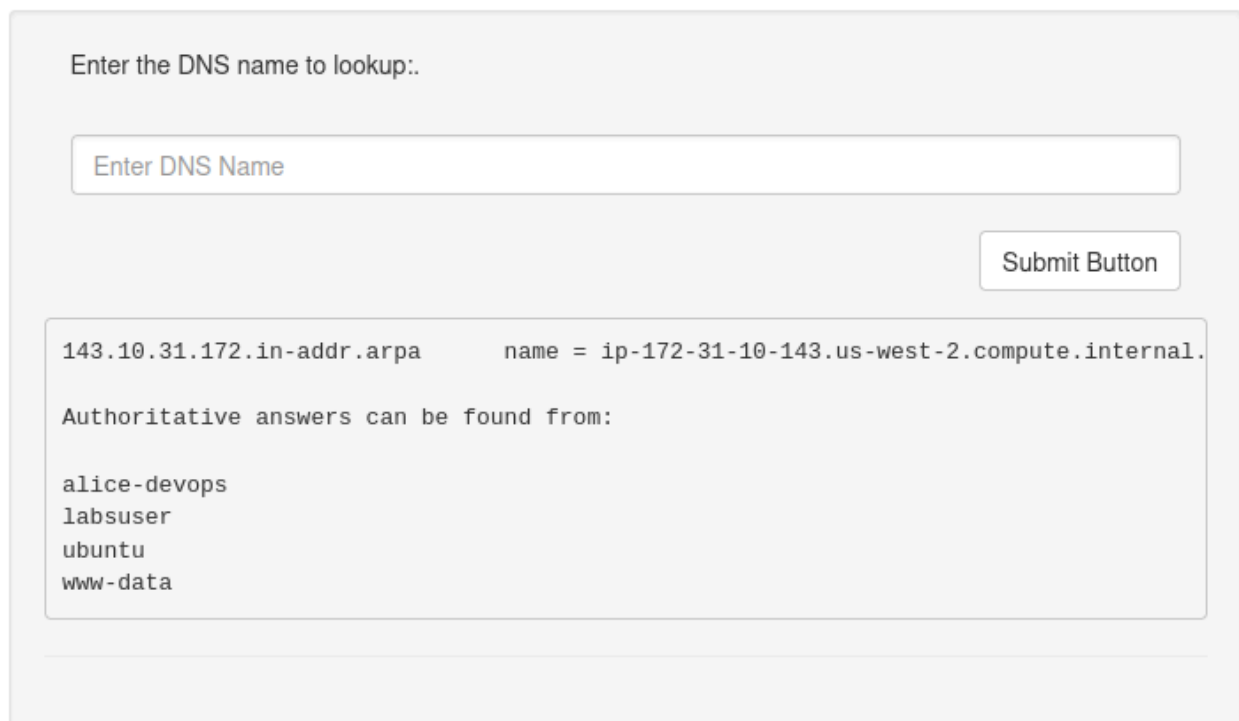 Enter the DNS name to lookup:.
Enter DNS Name
Submit Button
143.10.31.172.in-addr.arpa      name = ip-172-31-10-143.us-west-2.compute.internal.
Authoritative answers can be found from:
alice-devops
labsuser
ubuntu
www-data